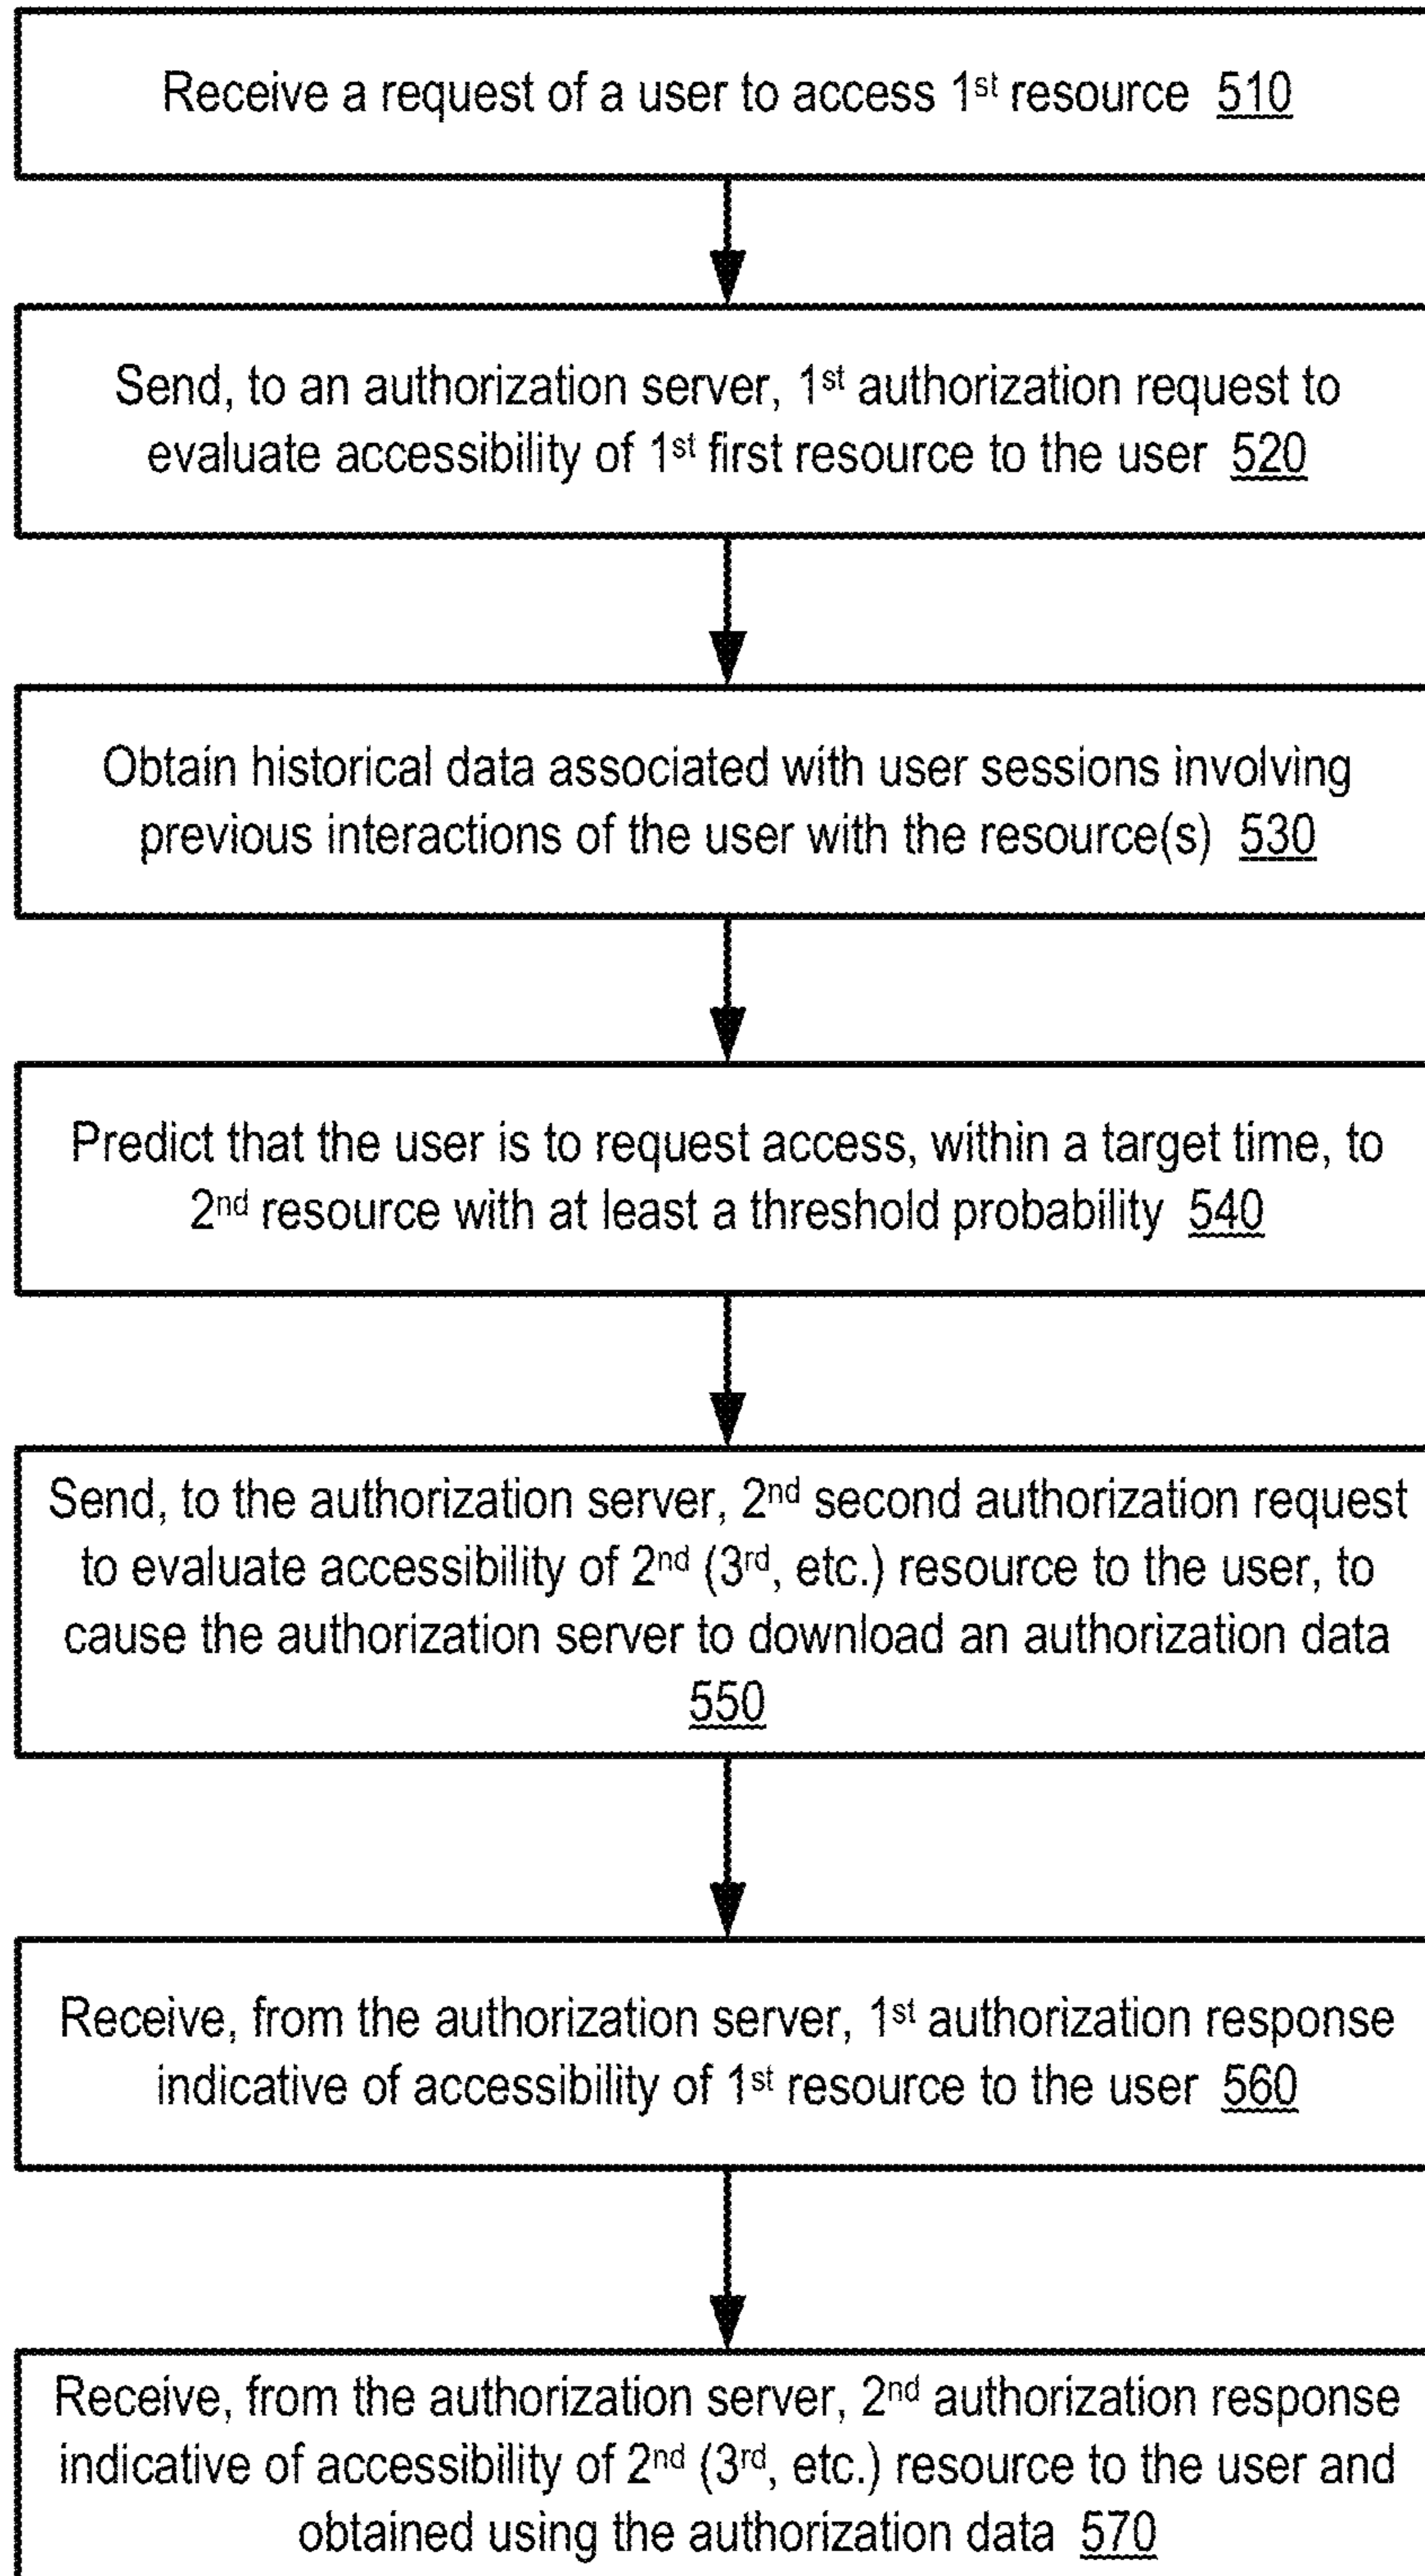 Receive a request of a user to access 1st resource 510
Send, to an authorization server, 1st authorization request to
evaluate accessibility of 1st first resource to the user 520
Obtain historical data associated with user sessions involving
previous interactions of the user with the resource(s) 530
Predict that the user is to request access, within a target time, to
2nd resource with at least a threshold probability 540
Send, to the authorization server, 2nd second authorization request
to evaluate accessibility of 2nd (3rd, etc.) resource to the user, to
cause the authorization server to download an authorization data
550
Receive, from the authorization server, 1st authorization response
indicative of accessibility of 1st resource to the user 560
Receive, from the authorization server, 2nd authorization response
indicative of accessibility of 2nd (3rd, etc.) resource to the user and
obtained using the authorization data 570